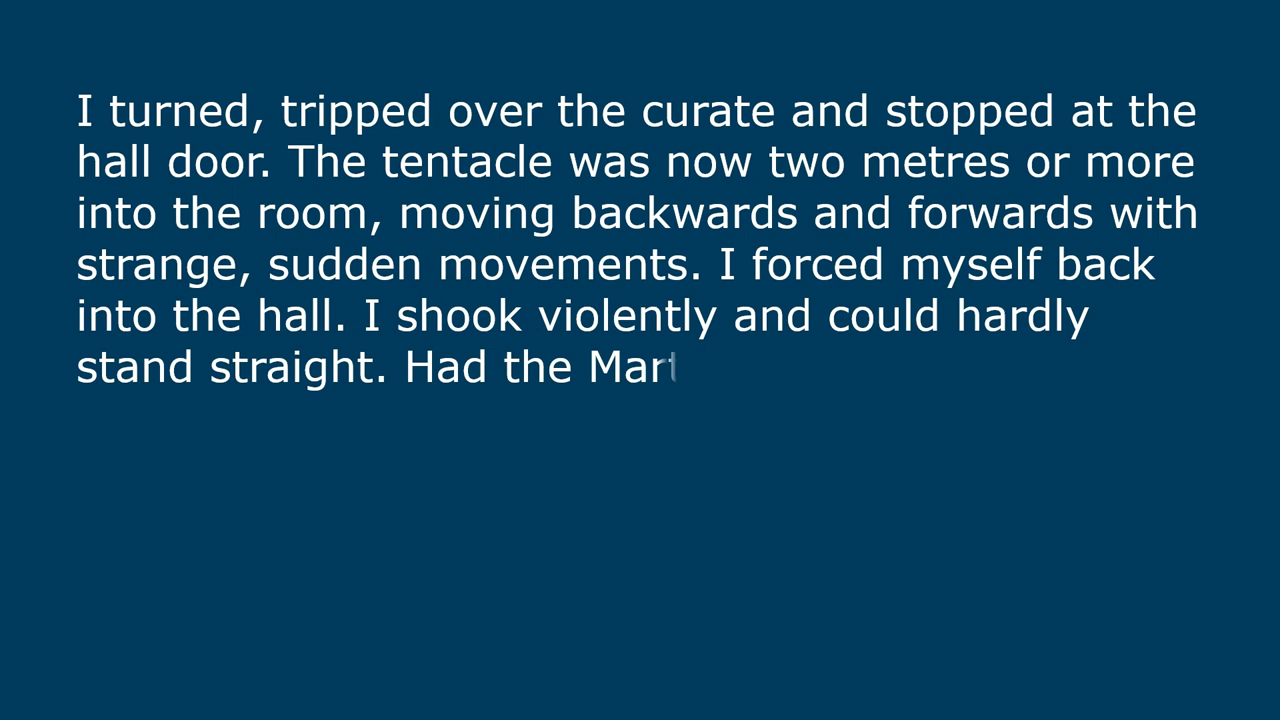 I turned, tripped over the curate and stopped at the
hall door. The tentacle was now two metres or more
into the room, moving backwards and forwards with
strange, sudden movements. I forced myself back
into the hall. I shook violently and could hardly
stand straight. Had the Mart